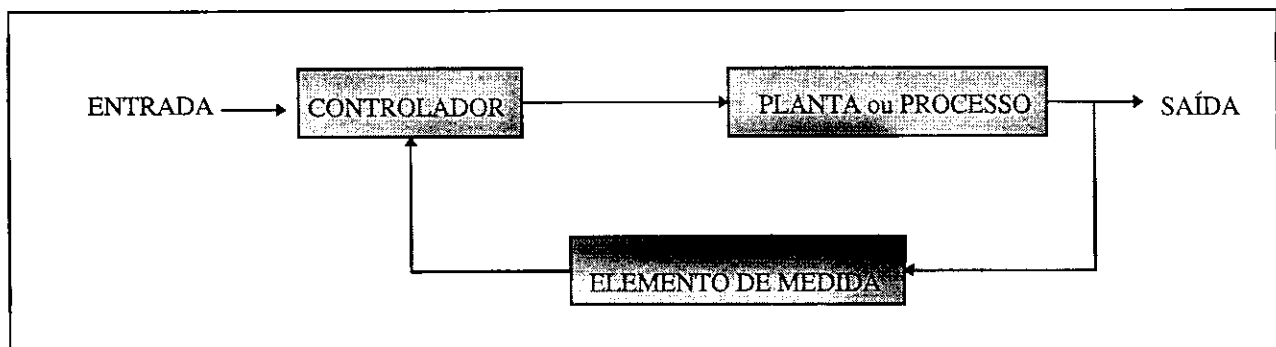 ENTRADA
CONTROLADOR
PLANTA ou PROCESSO
SAÍDA
ELEMENTO DE MEDIDA